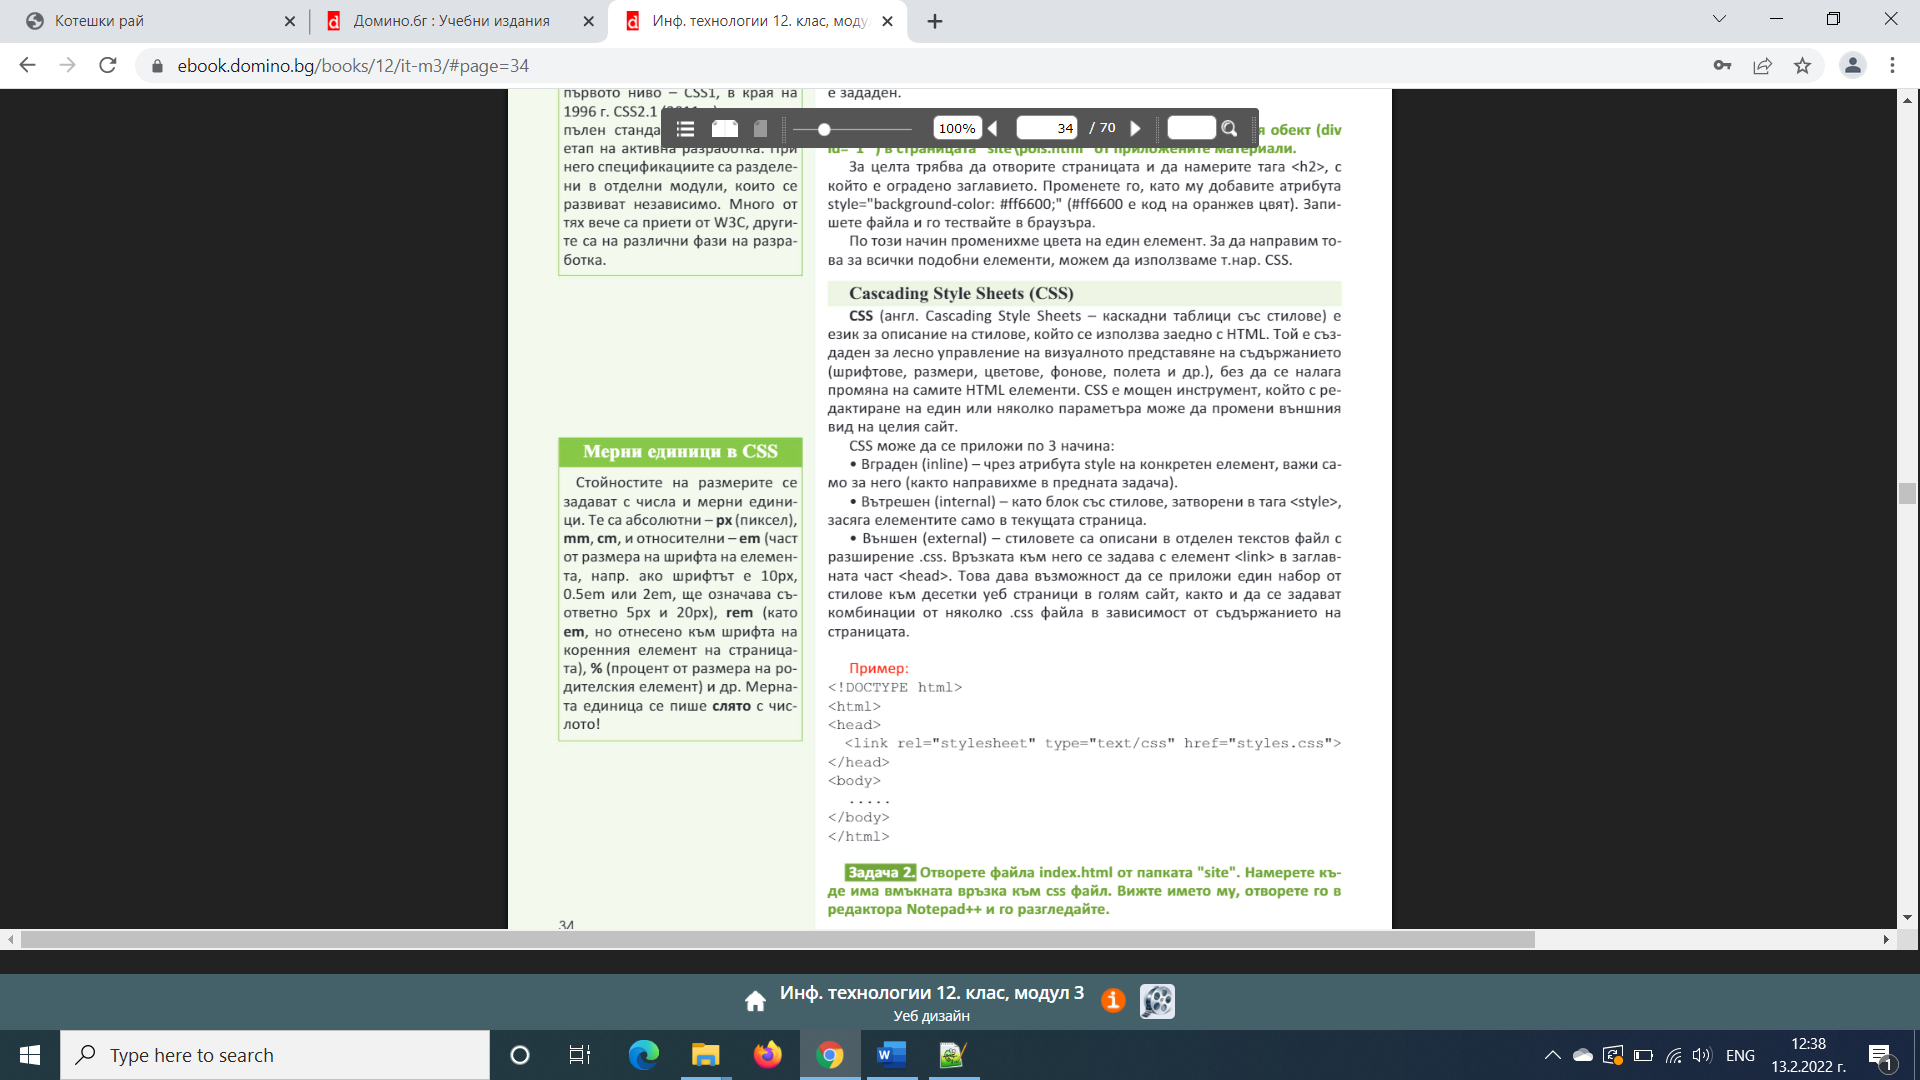 Котешки рай
Домино.бг : Учебни издания
Инф. технологии 12. клас, моду
ebook.domino.bg/books/12/it-m3/#page=34
първото ниво – CSS1, в края на
1996 г. CSS2.1
пълен станда
етап на активна разработка. При
него спецификациите са разделе-
ни в отделни модули, които се
развиват независимо. Много от
тях вече са приети от W3C, други-
те са на различни фази на разра-
ботка.
Мерни единици в CSS
Стойностите на размерите се
задават с числа и мерни едини-
ци. Те са абсолютни – px (пиксел),
mm, cm, и относителни – em (част
от размера на шрифта на елемен-
та, напр. ако шрифтът е 10px,
0.5em или 2em, ще означава съ-
ответно 5px и 20px), rem (като
em, но отнесено към шрифта на
коренния елемент на страница-
та), % (процент от размера на ро-
дителския елемент) и др. Мерна-
та единица се пише слято с чис-
лото!
34
е зададен.
100%
34
/ 70
я обект (div
id="1" ) в страницата "site\pois.html" от приложените материали.
За целта трябва да отворите страницата и да намерите тага <h2>, с
който е оградено заглавието. Променете го, като му добавите атрибута
style="background-color: #ff6600;" (#ff6600 е код на оранжев цвят). Запи-
шете файла и го тествайте в браузъра.
По този начин променихме цвета на един елемент. За да направим то-
ва за всички подобни елементи, можем да използваме т.нар. CSS.
Cascading Style Sheets (CSS)
CSS (англ. Cascading Style Sheets – каскадни таблици със стилове) е
език за описание на стилове, който се използва заедно с HTML. Той е съз-
даден за лесно управление на визуалното представяне на съдържанието
(шрифтове, размери, цветове, фонове, полета и др.), без да се налага
промяна на самите HTML елементи. CSS е мощен инструмент, който с ре-
дактиране на един или няколко параметъра може да промени външния
вид на целия сайт.
CSS може да се приложи по 3 начина:
• Вграден (inline) – чрез атрибута style на конкретен елемент, важи са-
мо за него (както направихме в предната задача).
• Вътрешен (internal) – като блок със стилове, затворени в тага <style>,
засяга елементите само в текущата страница.
• Външен (external) – стиловете са описани в отделен текстов файл с
разширение .css. Връзката към него се задава с елемент <link> в заглав-
ната част <head>. Това дава възможност да се приложи един набор от
стилове към десетки уеб страници в голям сайт, както и да се задават
комбинации от няколко .css файла в зависимост от съдържанието на
страницата.
Пример:
<!DOCTYPE html>
<html>
<head>
<link rel="stylesheet" type="text/css" href="styles.css">
</head>
<body>
.....
</body>
</html>
Задача 2. Отворете файла index.html от папката "site". Намерете къ-
де има вмъкната връзка към css файл. Вижте името му, отворете го в
редактора Notepad++ и го разгледайте.
Инф. технологии 12. клас, модул 3
Уеб дизайн
Type here to search
ENG
12:38
13.2.2022 г.
1